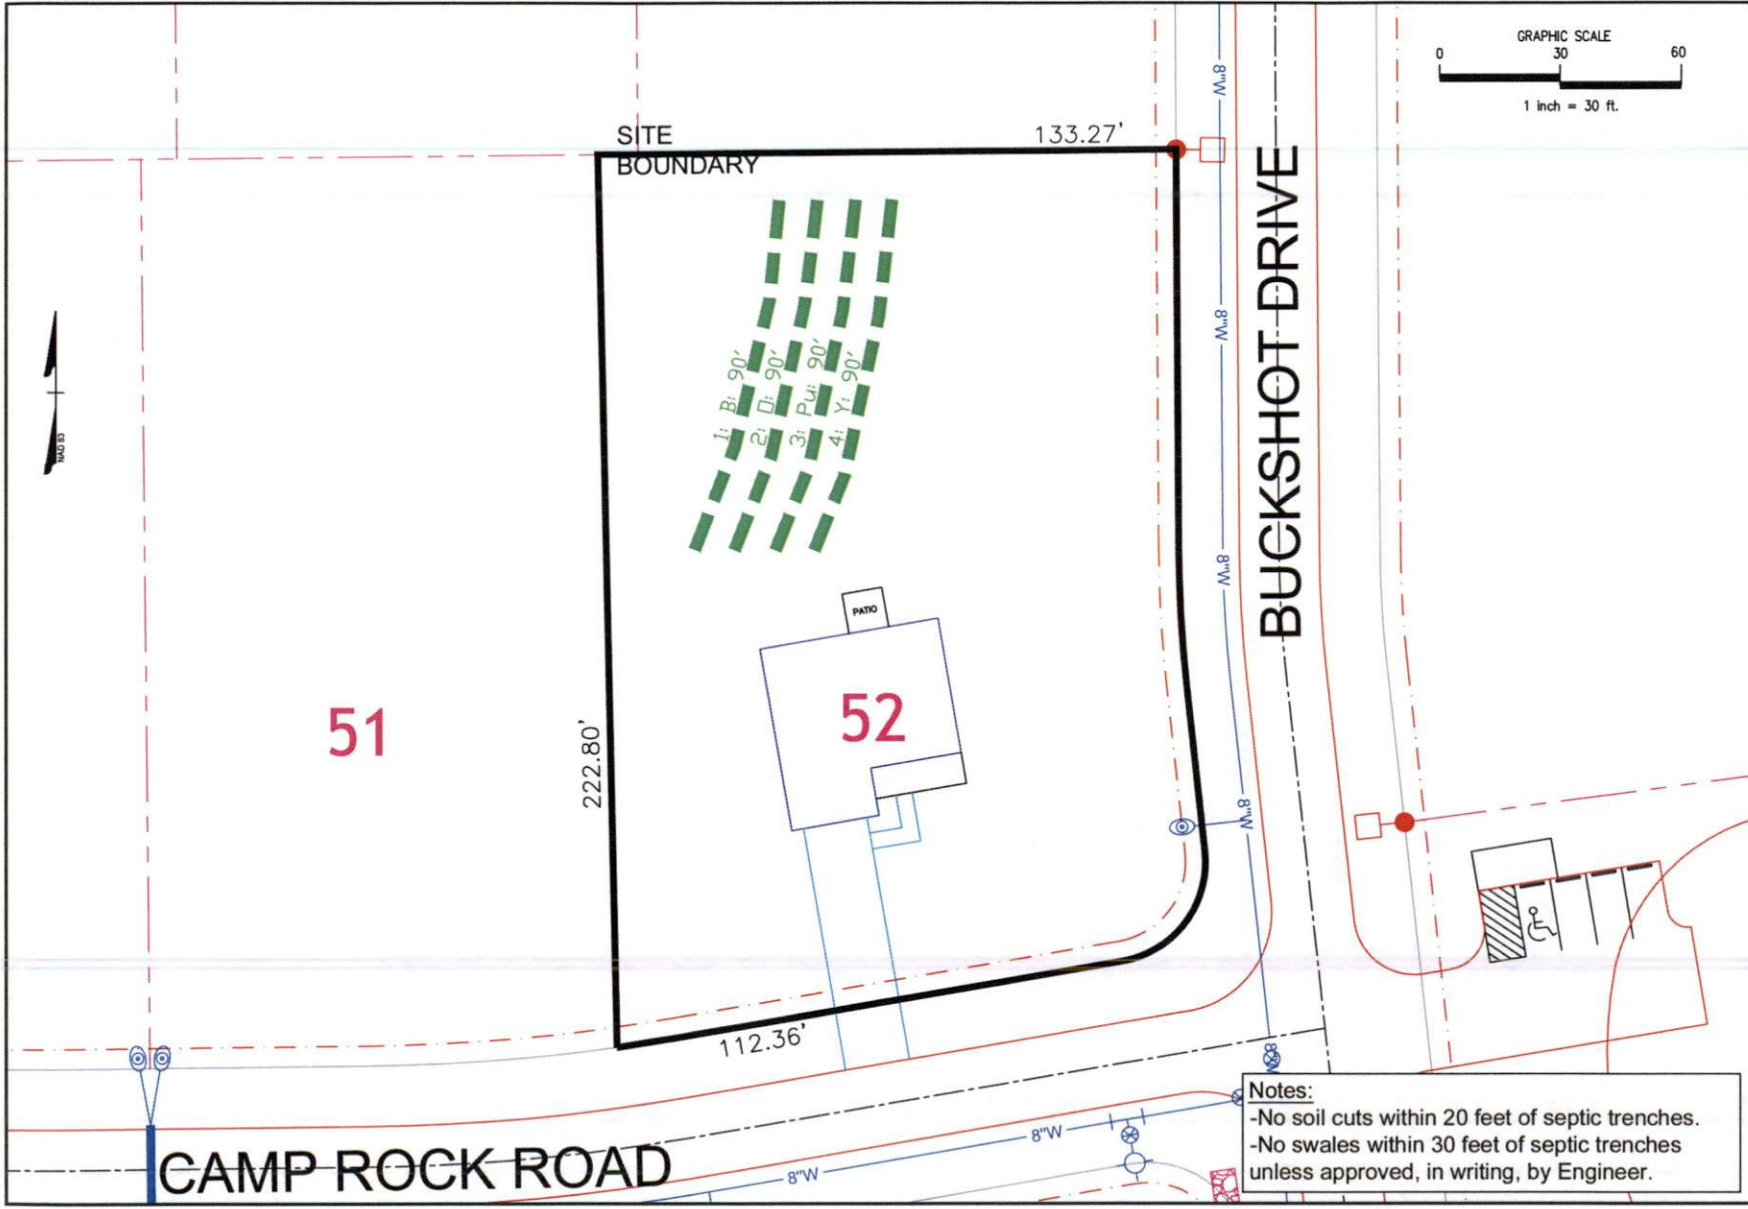 GRAPHIC SCALE
0 30 60
1 inch = 30 ft.
SITE
BOUNDARY
133.27'
8"W
BUCKSHOT DRIVE
8"W
8"W
8"W
8"W
NAD 83
1: B: 90'
2: O: 90'
3: Pu: 90'
4: Y: 90'
PATIO
51
52
222.80'
112.36'
CAMP ROCK ROAD
8"W
8"W
Notes:
-No soil cuts within 20 feet of septic trenches.
-No swales within 30 feet of septic trenches
unless approved, in writing, by Engineer.